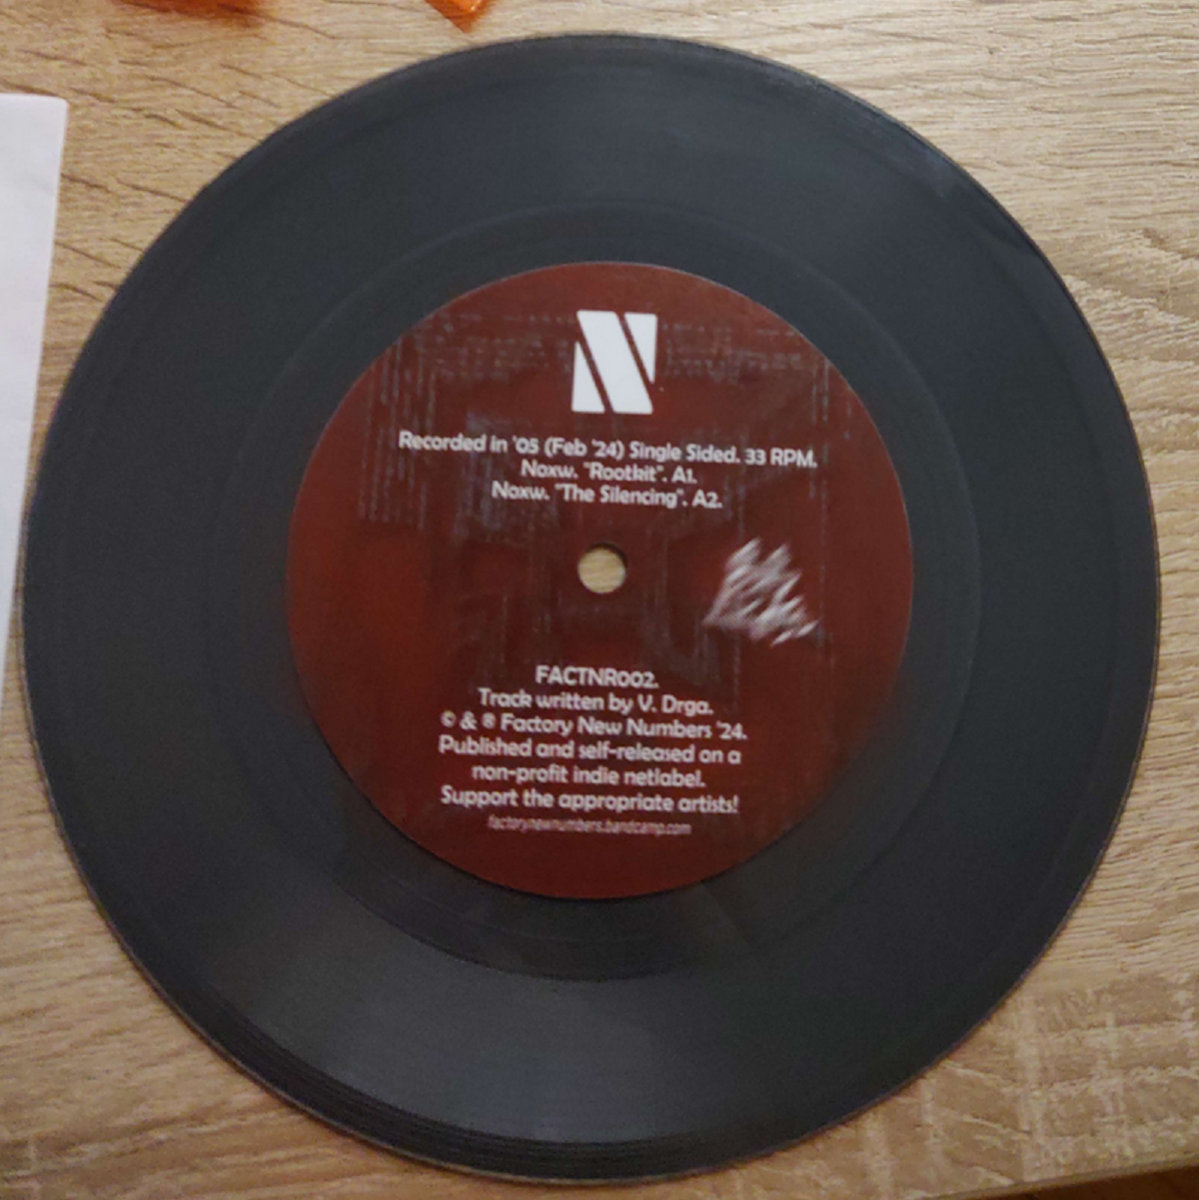 N
Recorded in '05 (Feb '24) Single Sided. 33 RPM.
Noxw. "Rootkit". A1.
Noxw. "The Silencing". A2.
FACTNR002.
Track written by V. Drga.
© & ® Factory New Numbers '24.
Published and self-released on a
non-profit indie netlabel.
Support the appropriate artists!
factorynewnumbers.bandcamp.com